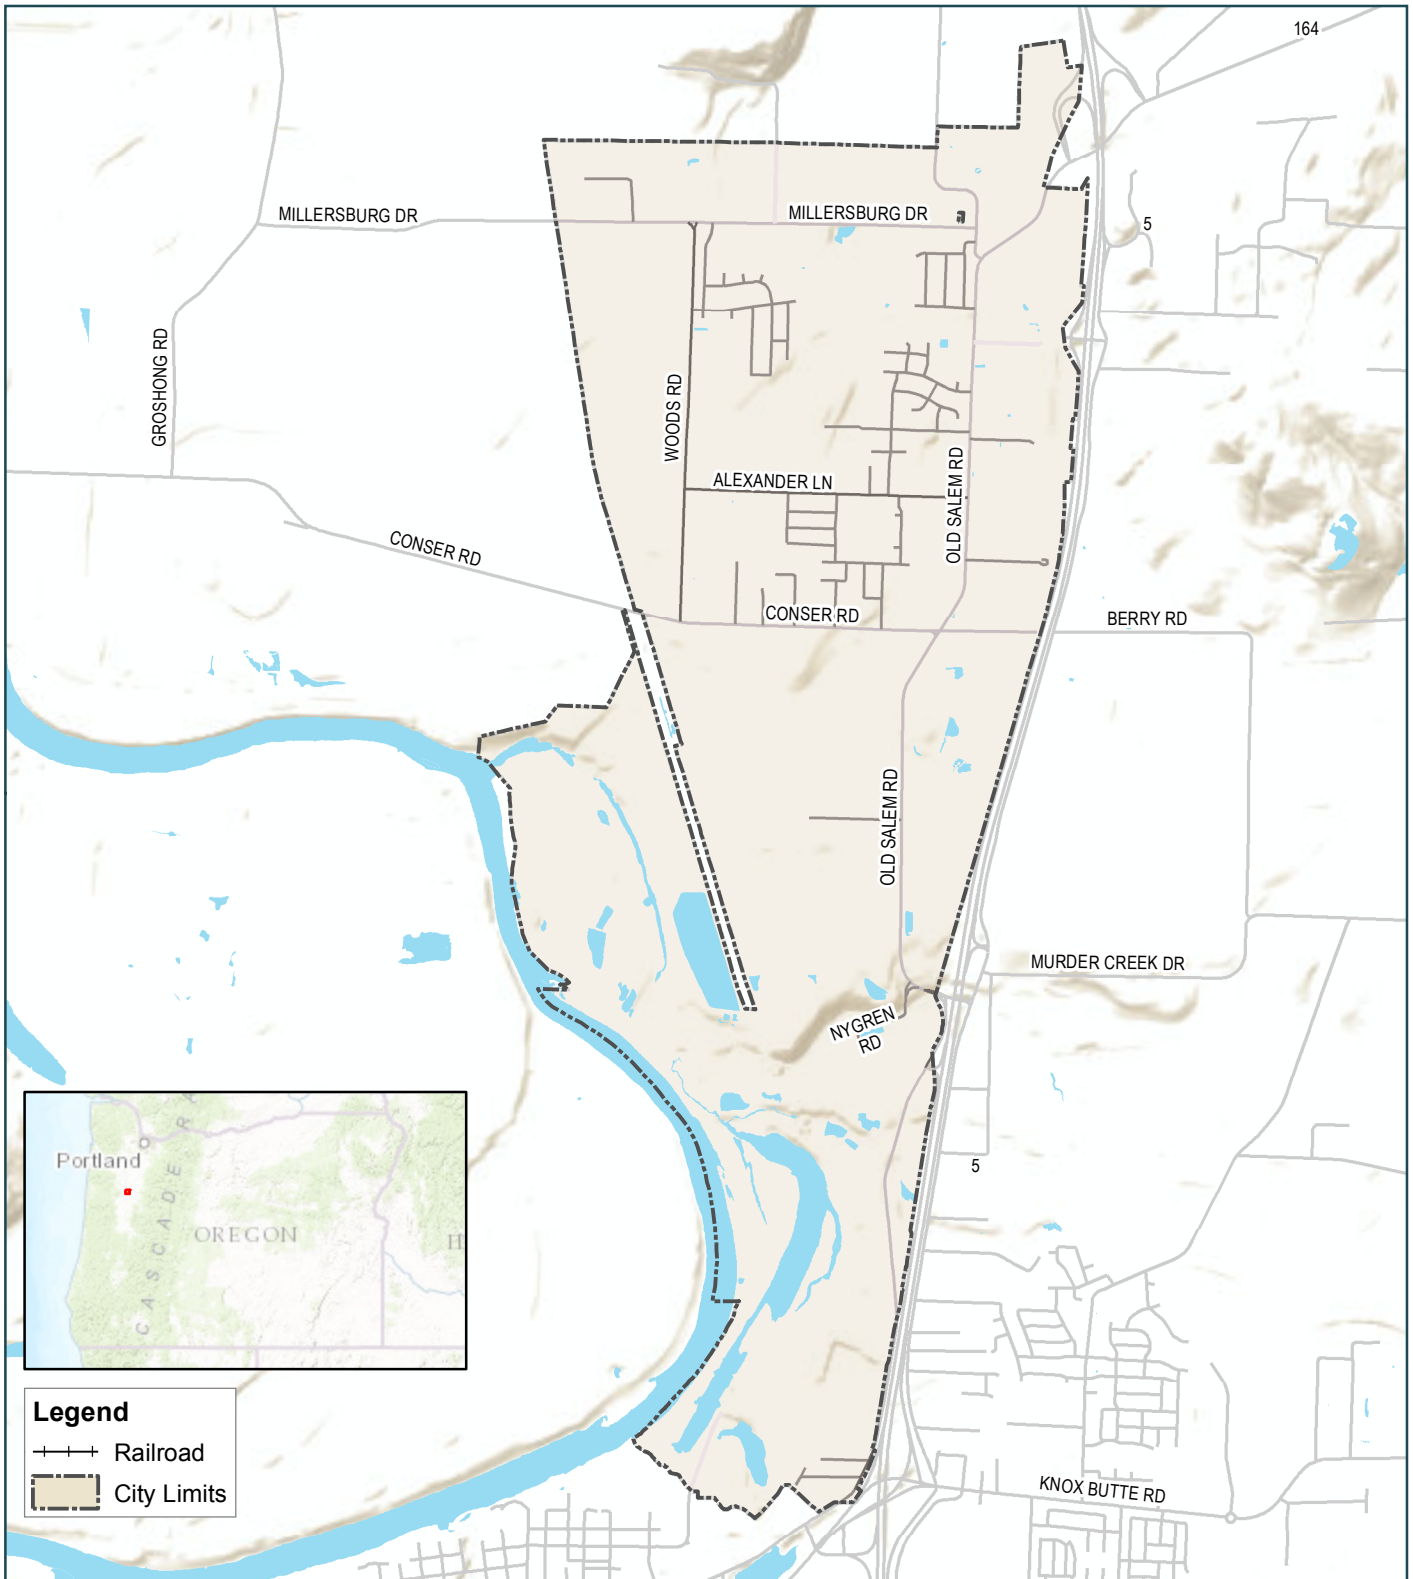 164
MILLERSBURG DR
MILLERSBURG DR
5
GROSHONG RD
WOODS RD
ALEXANDER LN
OLD SALEM RD
CONSER RD
CONSER RD
BERRY RD
OLD SALEM RD
MURDER CREEK DR
NYGREN
RD
5
Portland
CASCADE RA
OREGON
H
Legend
Railroad
City Limits
KNOX BUTTE RD